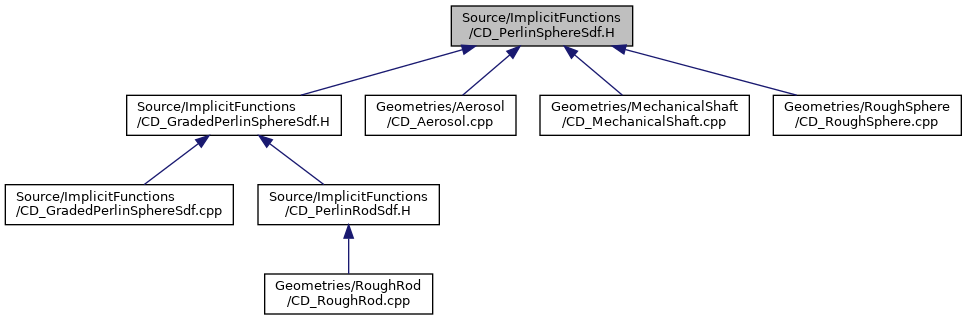 Source/ImplicitFunctions
/CD_PerlinSphereSdf.H
Source/ImplicitFunctions
/CD_GradedPerlinSphereSdf.H
Geometries/Aerosol
/CD_Aerosol.cpp
Geometries/MechanicalShaft
/CD_MechanicalShaft.cpp
Geometries/RoughSphere
/CD_RoughSphere.cpp
Source/ImplicitFunctions
/CD_GradedPerlinSphereSdf.cpp
Source/ImplicitFunctions
/CD_PerlinRodSdf.H
Geometries/RoughRod
/CD_RoughRod.cpp